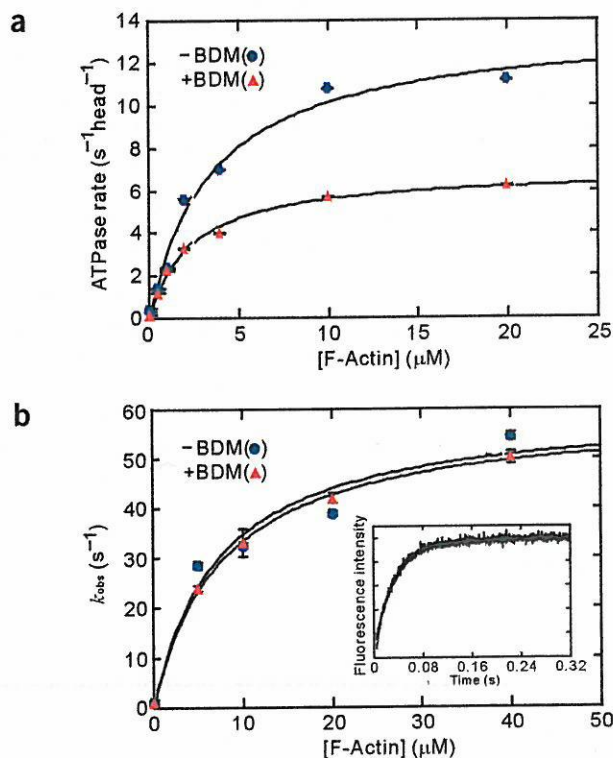 a
ATPase rate (s⁻¹head⁻¹)
14
12
10
8
6
4
2
0
−BDM(●)
+BDM(▲)
0 5 10 15 20 25
[F-Actin] (μM)
b
kobs (s⁻¹)
60
50
40
30
20
10
0
−BDM(●)
+BDM(▲)
Fluorescence intensity
0 0.08 0.16 0.24 0.32
Time (s)
0 10 20 30 40 50
[F-Actin] (μM)